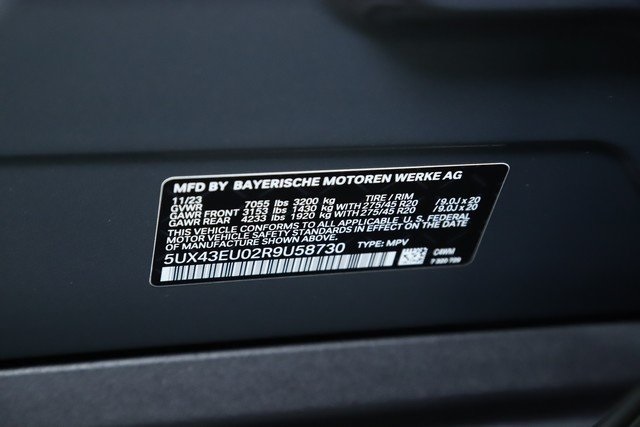 MFD BY BAYERISCHE MOTOREN WERKE AG
11/23 7055 lbs 3200 kg TIRE / RIM
GVWR
GAWR FRONT 3153 lbs 1430 kg WITH 275/45 R20 / 9.0J x 20
GAWR REAR 4233 lbs 1920 kg WITH 275/45 R20 / 9.0J x 20
THIS VEHICLE CONFORMS TO ALL APPLICABLE U. S. FEDERAL
MOTOR VEHICLE SAFETY STANDARDS IN EFFECT ON THE
DATE OF MANUFACTURE SHOWN ABOVE.
5UX43EU02R9U58730 TYPE: MPV
C4WM